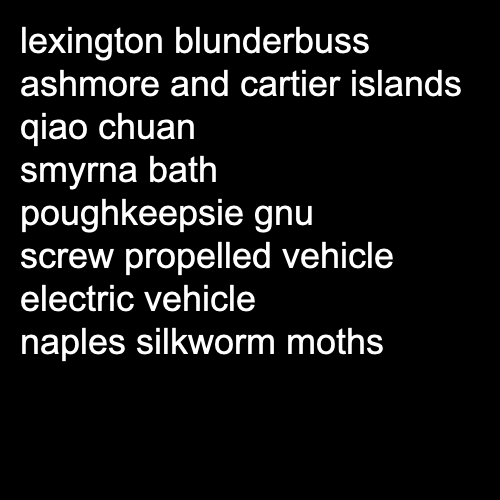 lexington blunderbuss
ashmore and cartier islands
qiao chuan
smyrna bath
poughkeepsie gnu
screw propelled vehicle
electric vehicle
naples silkworm moths